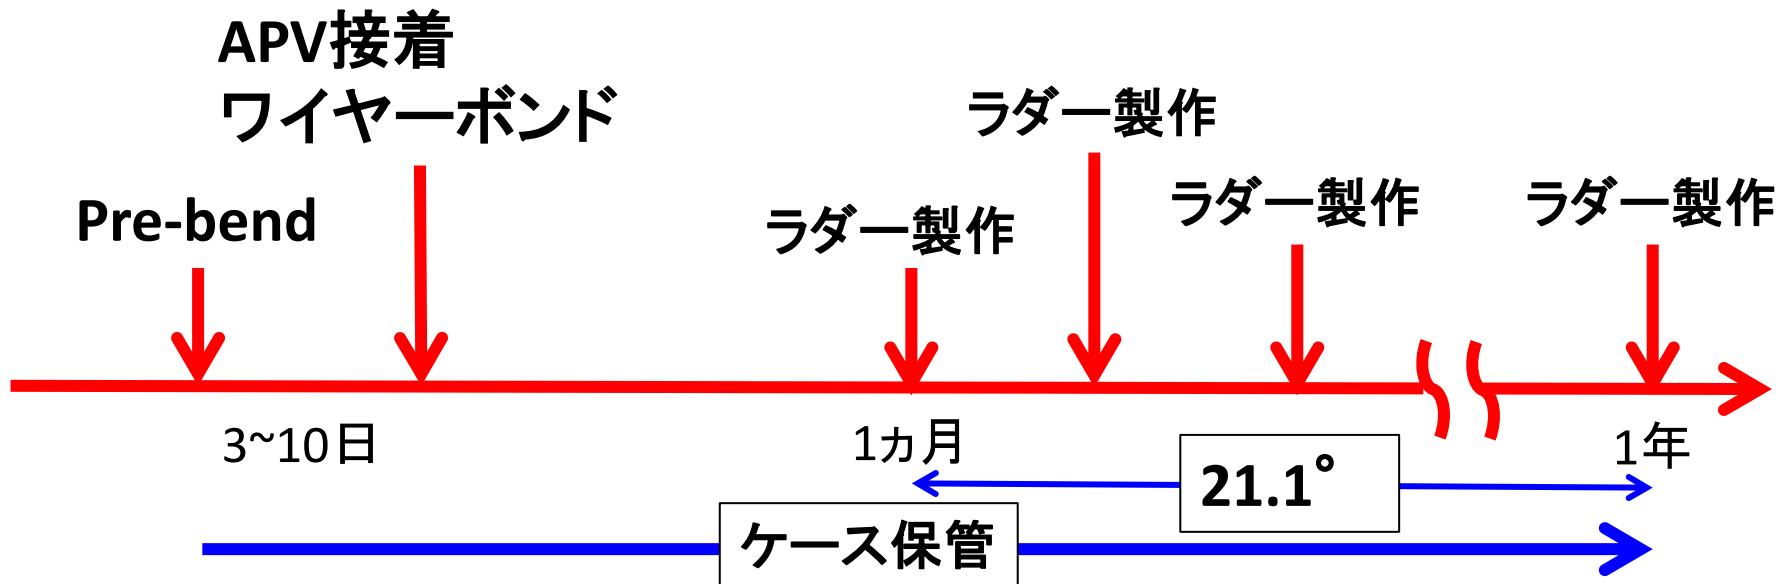 APV接着
ワイヤーボンド
Pre-bend
ラダー製作
ラダー製作
ラダー製作
ラダー製作
3~10日
1ヵ月
1年
21.1°
ケース保管